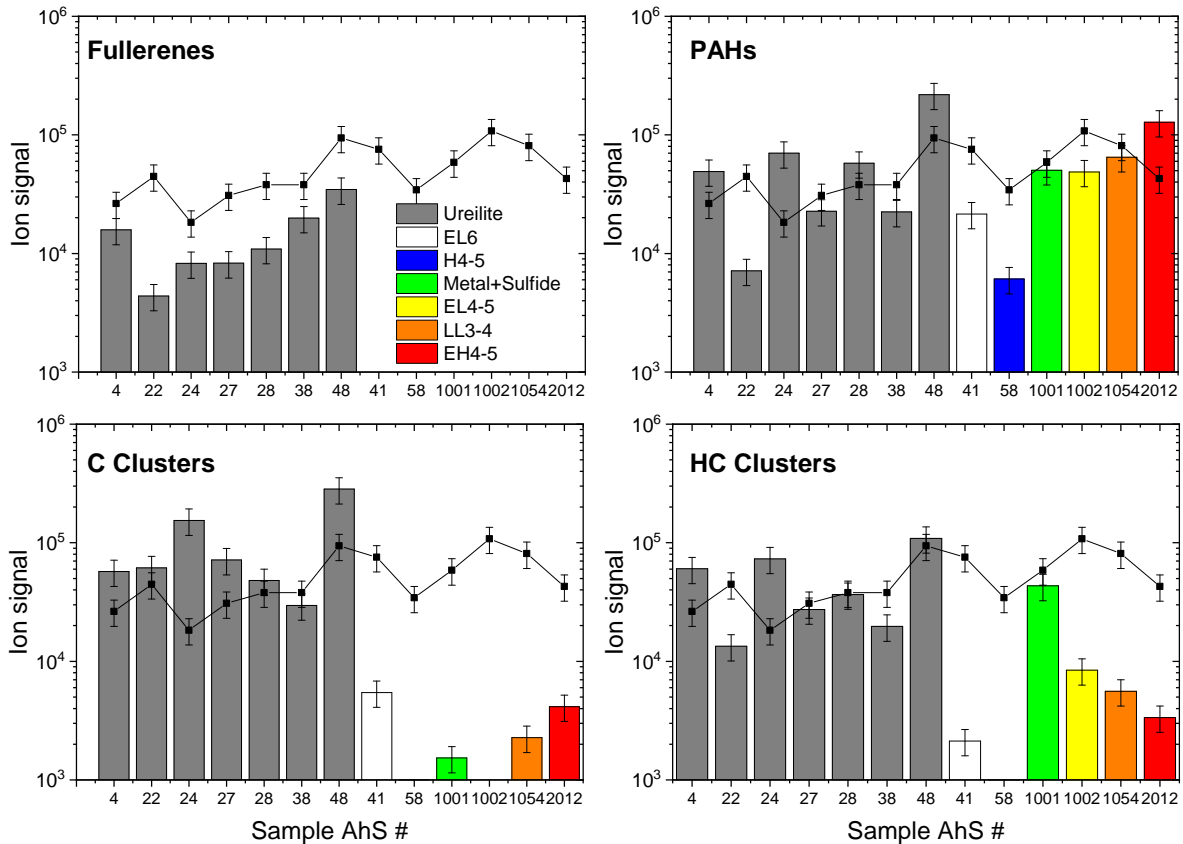 Fullerenes
Ion signal
10^6
10^5
10^4
10^3
Ureilite
EL6
H4-5
Metal+Sulfide
EL4-5
LL3-4
EH4-5
4 22 24 27 28 38 48 41 58 1001 1002 1054 2012
PAHs
Ion signal
10^6
10^5
10^4
10^3
4 22 24 27 28 38 48 41 58 1001 1002 1054 2012
C Clusters
Ion signal
10^6
10^5
10^4
10^3
4 22 24 27 28 38 48 41 58 1001 1002 1054 2012
Sample AhS #
HC Clusters
Ion signal
10^6
10^5
10^4
10^3
4 22 24 27 28 38 48 41 58 1001 1002 1054 2012
Sample AhS #